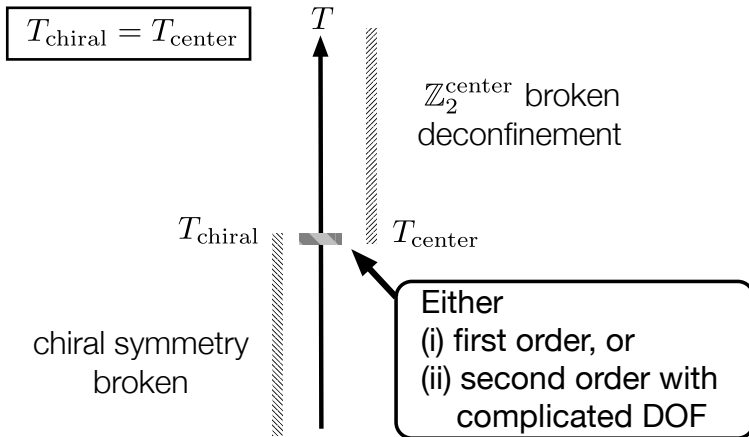 T_chiral = T_center
T
ℤ₂^center broken
deconfinement
T_chiral
T_center
Either
(i) first order, or
(ii) second order with
complicated DOF
chiral symmetry
broken